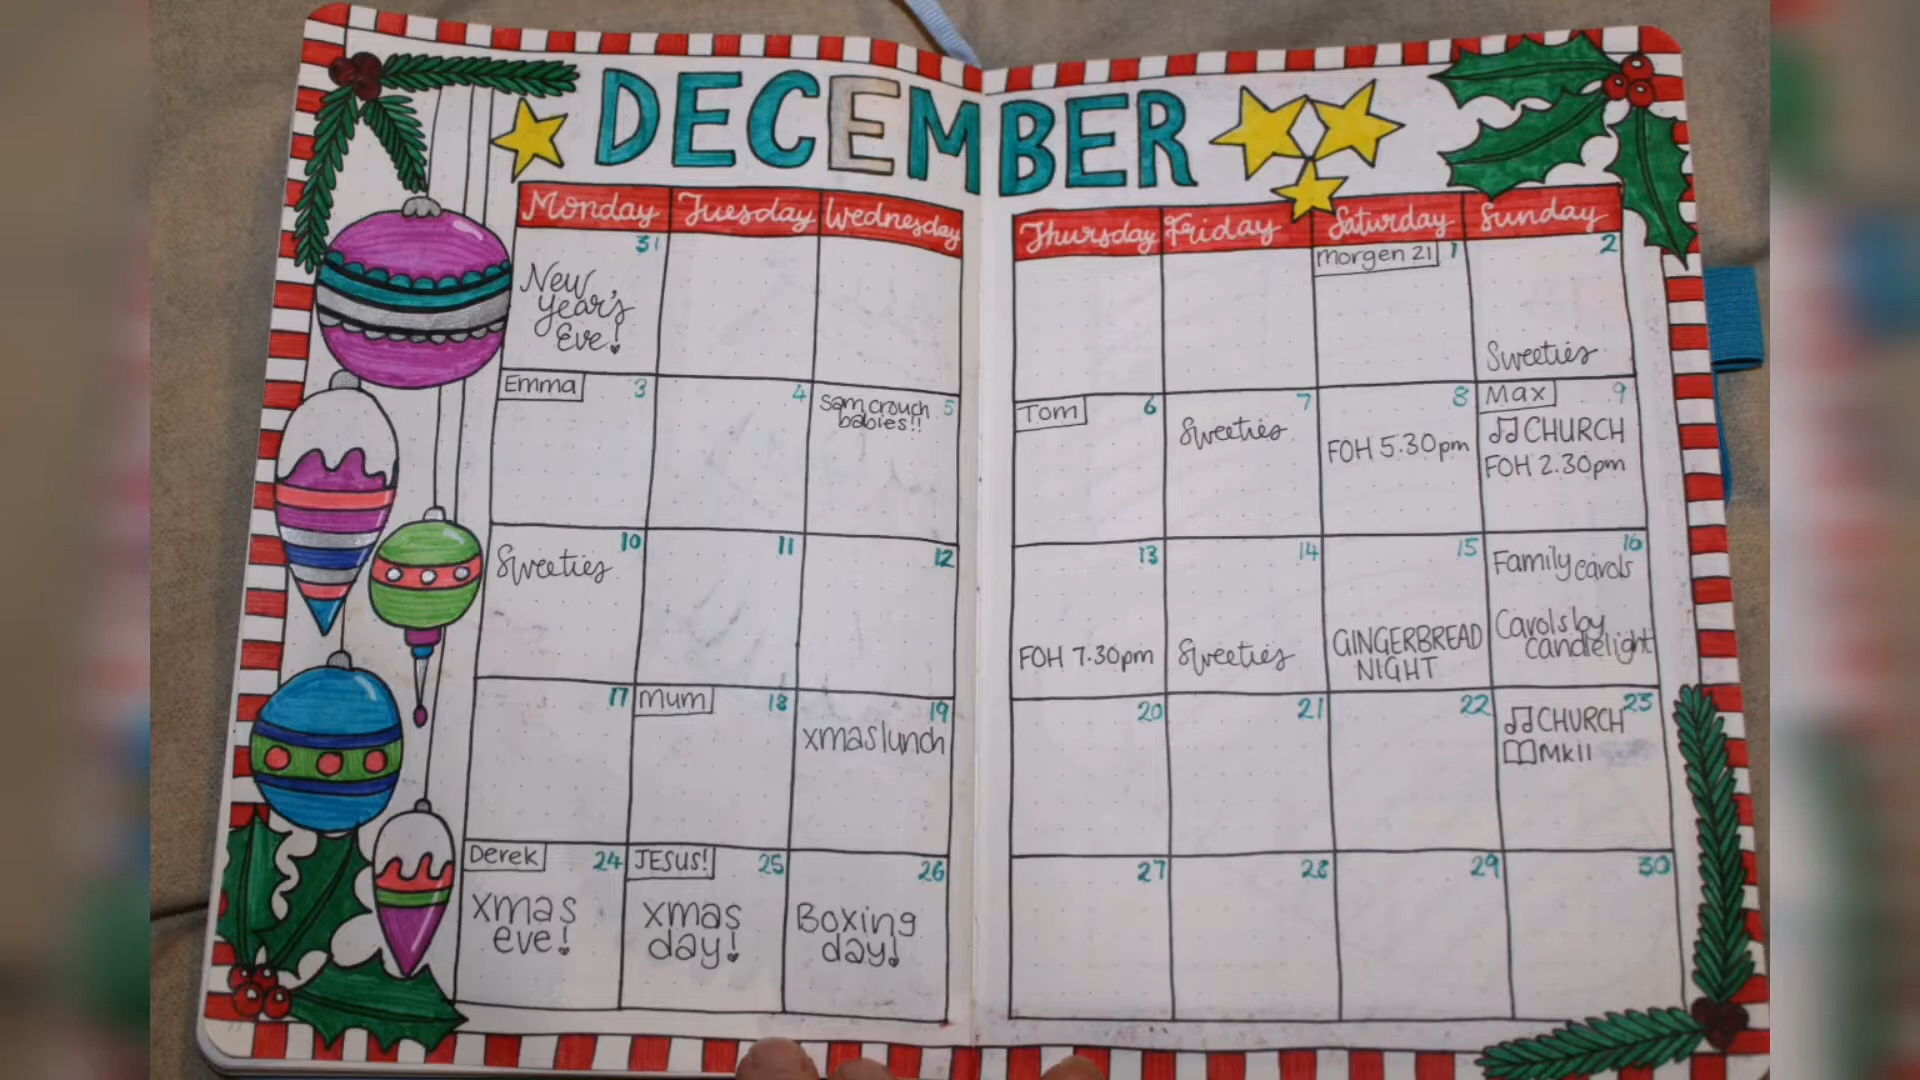 DECEMBER
Monday Tuesday Wednesday Thursday Friday Saturday Sunday
31
New
Year's
Eve!
morgen 21 1
2
Sweeties
Emma 3
4
Sam crouch 5
babies!!
Tom 6
7
Sweeties
8
FOH 5.30pm
Max 9
CHURCH
FOH 2.30pm
10
Sweeties
11
12
13
FOH 7.30pm
14
Sweeties
15
GINGERBREAD
NIGHT
16
Family carols
Carols by
candlelight
17
Mum 18
19
xmas lunch
20
21
22
23
CHURCH
MkII
Derek 24
xmas
eve!
JESUS! 25
xmas
day!
26
Boxing
day!
27
28
29
30